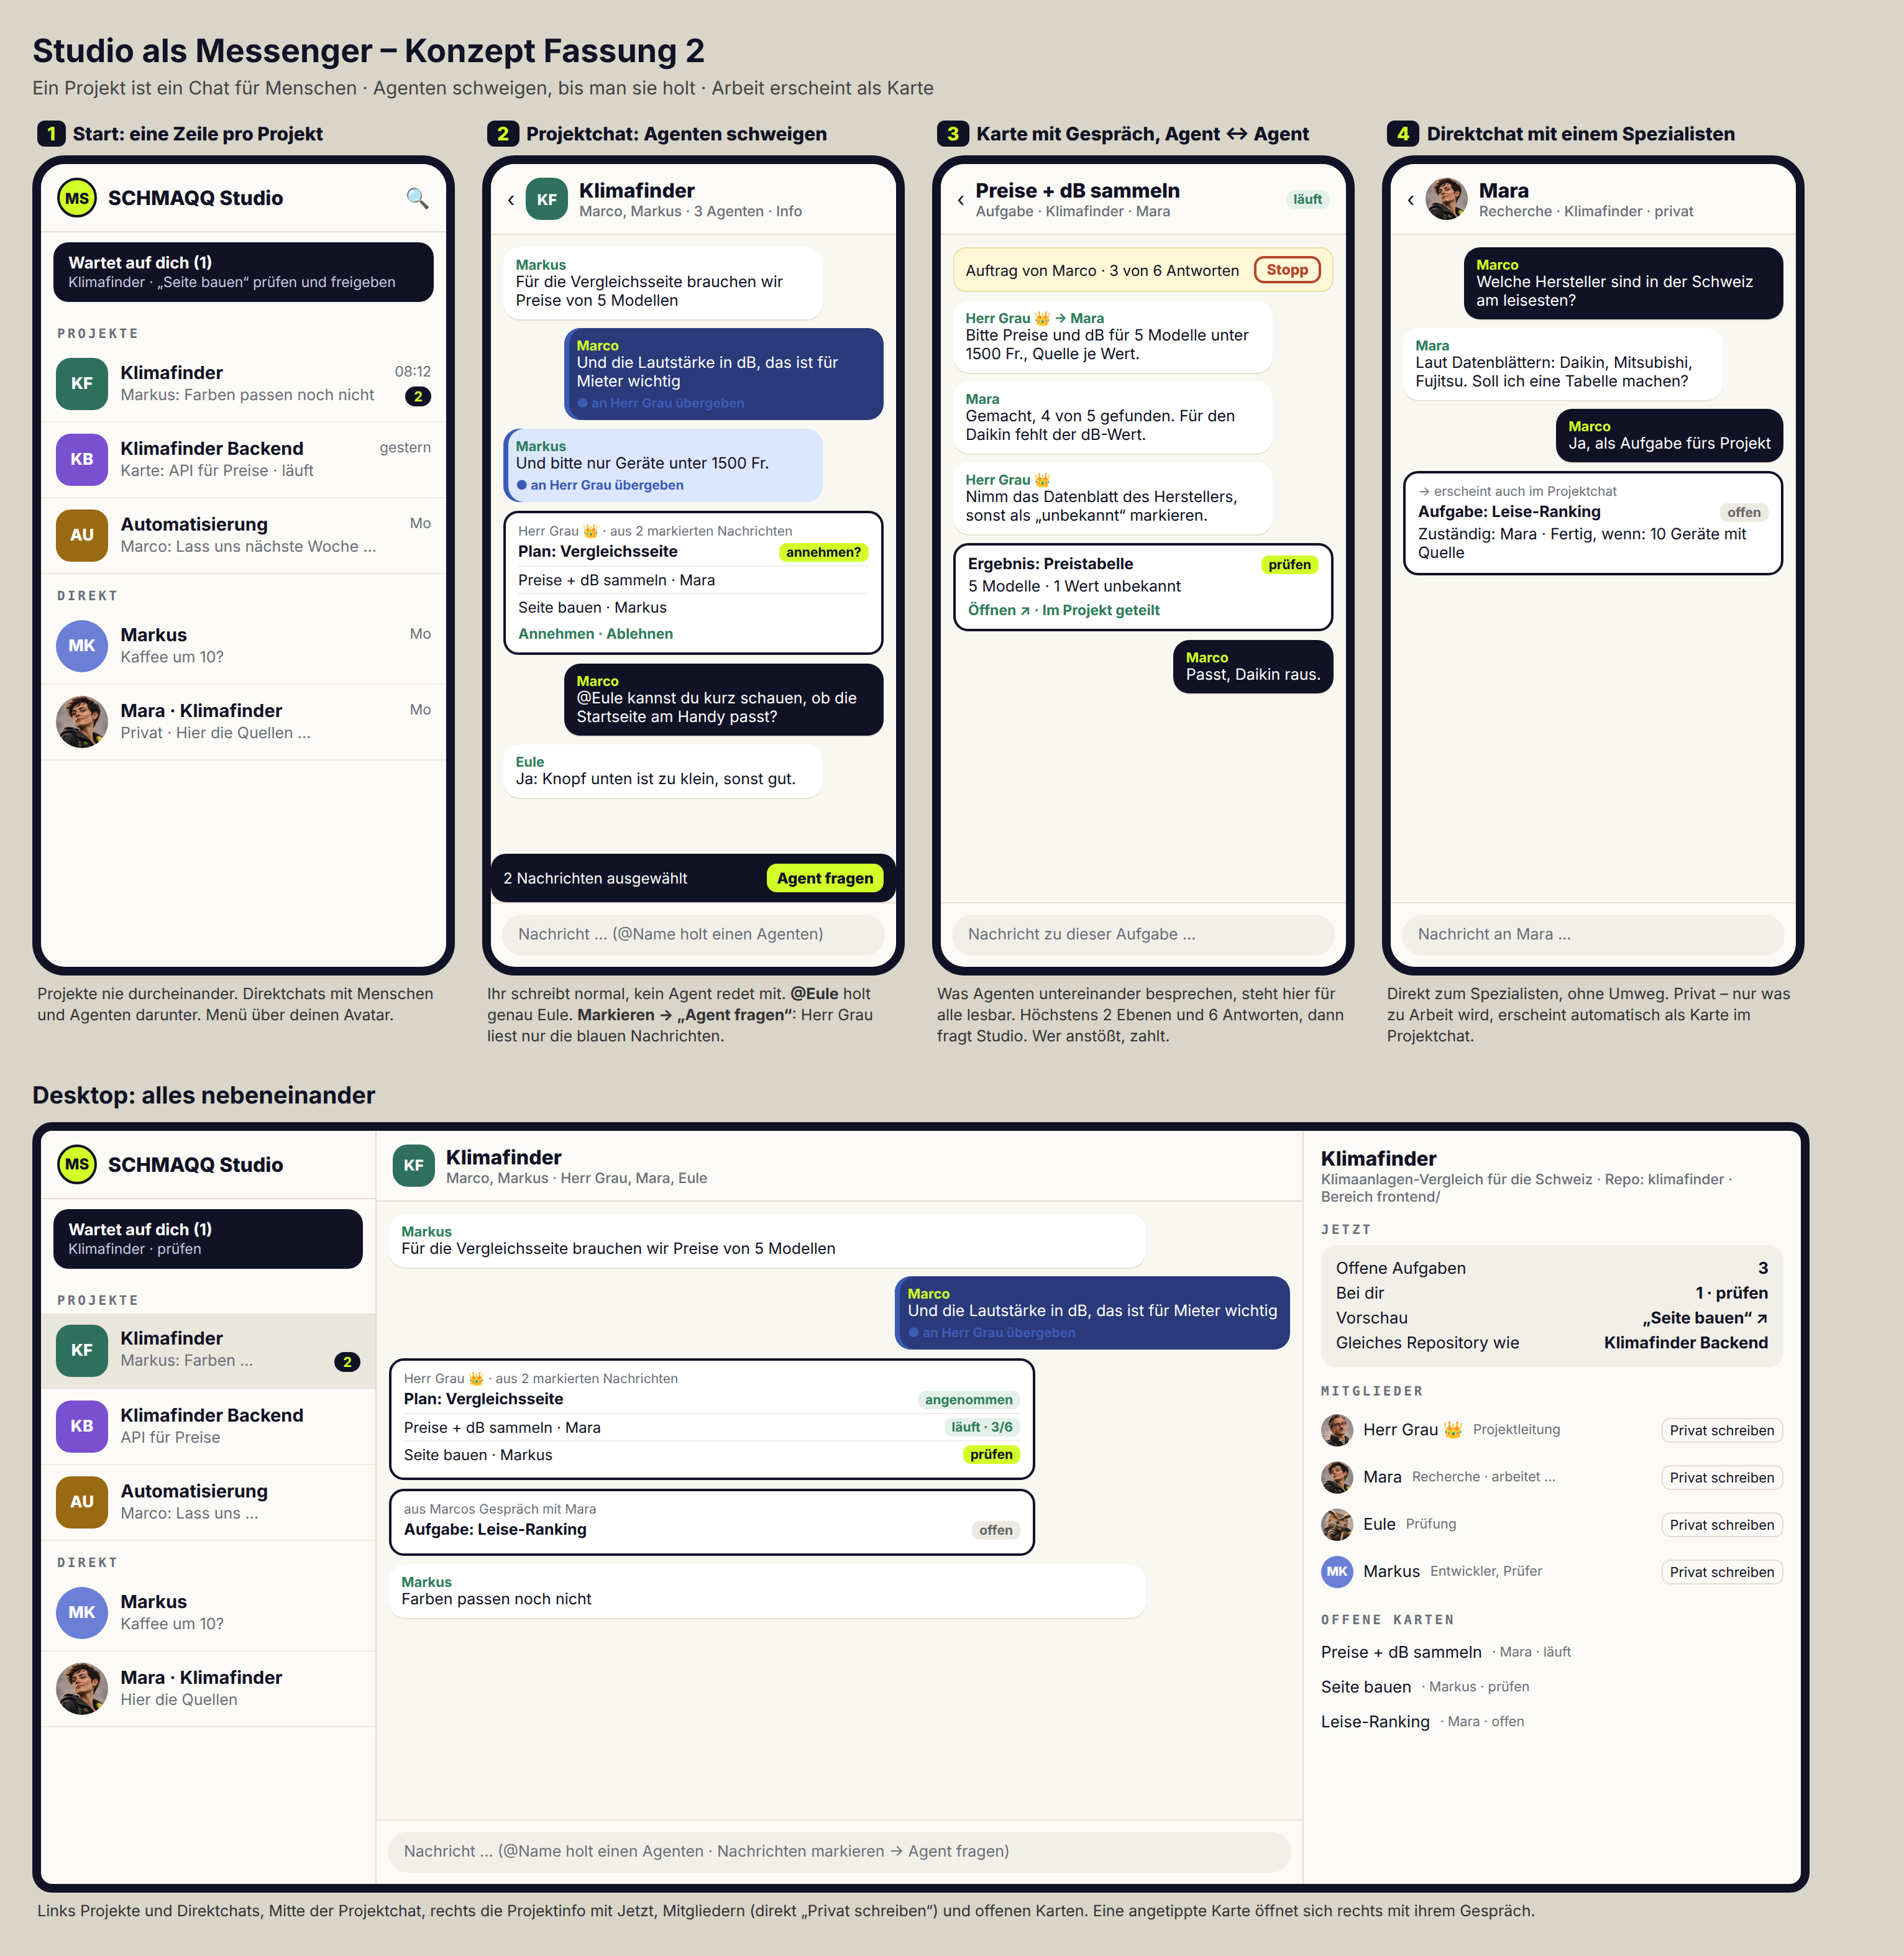 Studio als Messenger – Konzept Fassung 2
Ein Projekt ist ein Chat für Menschen · Agenten schweigen, bis man sie holt · Arbeit erscheint als Karte
1 Start: eine Zeile pro Projekt
MS SCHMAQQ Studio
Wartet auf dich (1)
Klimafinder · „Seite bauen“ prüfen und freigeben
PROJEKTE
KF Klimafinder 08:12
Markus: Farben passen noch nicht 2
KB Klimafinder Backend gestern
Karte: API für Preise · läuft
AU Automatisierung Mo
Marco: Lass uns nächste Woche ...
DIREKT
MK Markus Mo
Kaffee um 10?
Mara · Klimafinder Mo
Privat · Hier die Quellen ...
Projekte nie durcheinander. Direktchats mit Menschen
und Agenten darunter. Menü über deinen Avatar.
2 Projektchat: Agenten schweigen
‹ KF Klimafinder
Marco, Markus · 3 Agenten · Info
Markus
Für die Vergleichsseite brauchen wir
Preise von 5 Modellen
Marco
Und die Lautstärke in dB, das ist für
Mieter wichtig
● an Herr Grau übergeben
Markus
Und bitte nur Geräte unter 1500 Fr.
● an Herr Grau übergeben
Herr Grau 👑 · aus 2 markierten Nachrichten
Plan: Vergleichsseite annehmen?
Preise + dB sammeln · Mara
Seite bauen · Markus
Annehmen · Ablehnen
Marco
@Eule kannst du kurz schauen, ob die
Startseite am Handy passt?
Eule
Ja: Knopf unten ist zu klein, sonst gut.
2 Nachrichten ausgewählt Agent fragen
Nachricht ... (@Name holt einen Agenten)
Ihr schreibt normal, kein Agent redet mit. @Eule holt
genau Eule. Markieren → „Agent fragen“: Herr Grau
liest nur die blauen Nachrichten.
3 Karte mit Gespräch, Agent ↔ Agent
‹ Preise + dB sammeln läuft
Aufgabe · Klimafinder · Mara
Auftrag von Marco · 3 von 6 Antworten Stopp
Herr Grau 👑 → Mara
Bitte Preise und dB für 5 Modelle unter
1500 Fr., Quelle je Wert.
Mara
Gemacht, 4 von 5 gefunden. Für den
Daikin fehlt der dB-Wert.
Herr Grau 👑
Nimm das Datenblatt des Herstellers,
sonst als „unbekannt“ markieren.
Ergebnis: Preistabelle prüfen
5 Modelle · 1 Wert unbekannt
Öffnen ↗ · Im Projekt geteilt
Marco
Passt, Daikin raus.
Nachricht zu dieser Aufgabe ...
Was Agenten untereinander besprechen, steht hier für
alle lesbar. Höchstens 2 Ebenen und 6 Antworten, dann
fragt Studio. Wer anstößt, zahlt.
4 Direktchat mit einem Spezialisten
‹ Mara
Recherche · Klimafinder · privat
Marco
Welche Hersteller sind in der Schweiz
am leisesten?
Mara
Laut Datenblättern: Daikin, Mitsubishi,
Fujitsu. Soll ich eine Tabelle machen?
Marco
Ja, als Aufgabe fürs Projekt
→ erscheint auch im Projektchat
Aufgabe: Leise-Ranking offen
Zuständig: Mara · Fertig, wenn: 10 Geräte mit
Quelle
Nachricht an Mara ...
Direkt zum Spezialisten, ohne Umweg. Privat – nur was
zu Arbeit wird, erscheint automatisch als Karte im
Projektchat.
Desktop: alles nebeneinander
MS SCHMAQQ Studio
Wartet auf dich (1)
Klimafinder · prüfen
PROJEKTE
KF Klimafinder
Markus: Farben ... 2
KB Klimafinder Backend
API für Preise
AU Automatisierung
Marco: Lass uns ...
DIREKT
MK Markus
Kaffee um 10?
Mara · Klimafinder
Hier die Quellen
KF Klimafinder
Marco, Markus · Herr Grau, Mara, Eule
Markus
Für die Vergleichsseite brauchen wir Preise von 5 Modellen
Marco
Und die Lautstärke in dB, das ist für Mieter wichtig
● an Herr Grau übergeben
Herr Grau 👑 · aus 2 markierten Nachrichten
Plan: Vergleichsseite angenommen
Preise + dB sammeln · Mara läuft · 3/6
Seite bauen · Markus prüfen
aus Marcos Gespräch mit Mara
Aufgabe: Leise-Ranking offen
Markus
Farben passen noch nicht
Nachricht ... (@Name holt einen Agenten · Nachrichten markieren → Agent fragen)
Klimafinder
Klimaanlagen-Vergleich für die Schweiz · Repo: klimafinder ·
Bereich frontend/
JETZT
Offene Aufgaben 3
Bei dir 1 · prüfen
Vorschau „Seite bauen“ ↗
Gleiches Repository wie Klimafinder Backend
MITGLIEDER
Herr Grau 👑 Projektleitung Privat schreiben
Mara Recherche · arbeitet ... Privat schreiben
Eule Prüfung Privat schreiben
MK Markus Entwickler, Prüfer Privat schreiben
OFFENE KARTEN
Preise + dB sammeln · Mara · läuft
Seite bauen · Markus · prüfen
Leise-Ranking · Mara · offen
Links Projekte und Direktchats, Mitte der Projektchat, rechts die Projektinfo mit Jetzt, Mitgliedern (direkt „Privat schreiben“) und offenen Karten. Eine angetippte Karte öffnet sich rechts mit ihrem Gespräch.